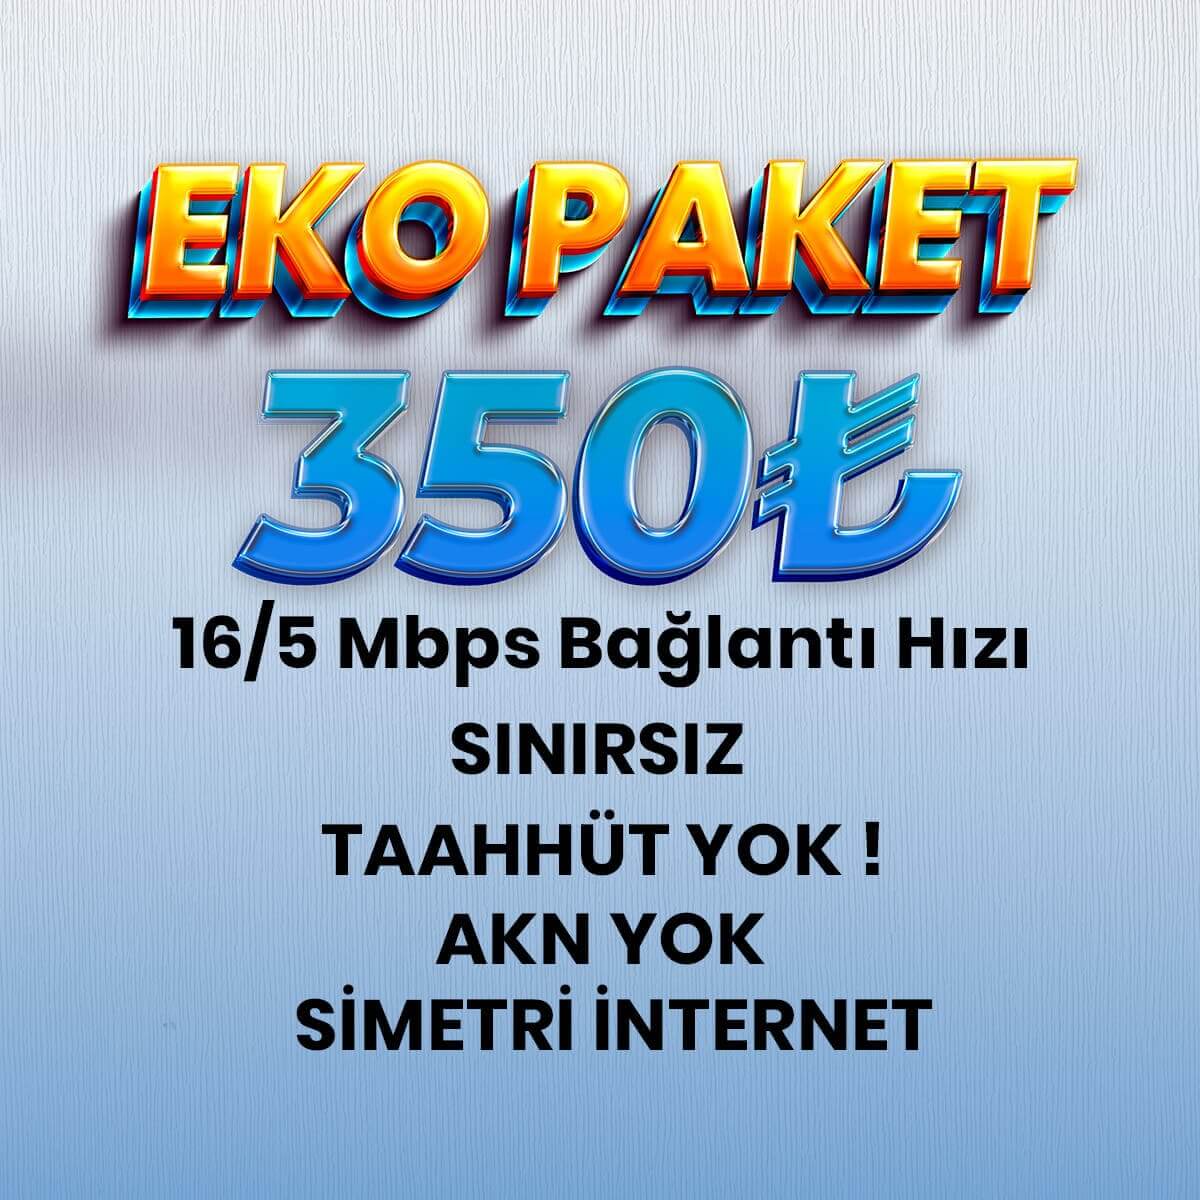 EKO PAKET
350₺
16/5 Mbps Bağlantı Hızı
SINIRSIZ
TAAHHÜT YOK !
AKN YOK
SİMETRİ İNTERNET